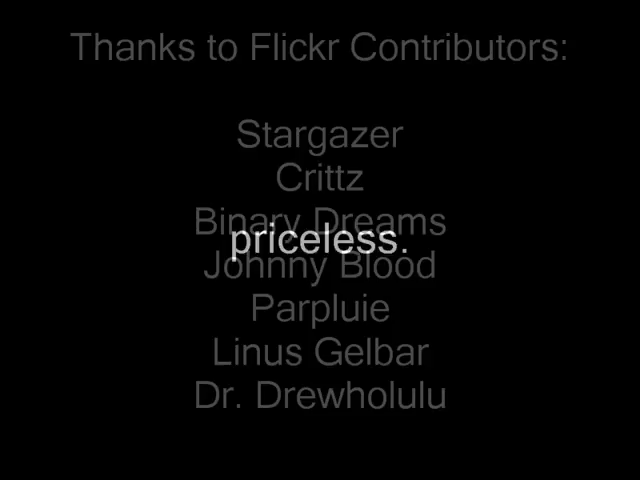 Thanks to Flickr Contributors:
Stargazer
Crittz
Binary Dreams
priceless.
Johnny Blood
Parpluie
Linus Gelbar
Dr. Drewholulu